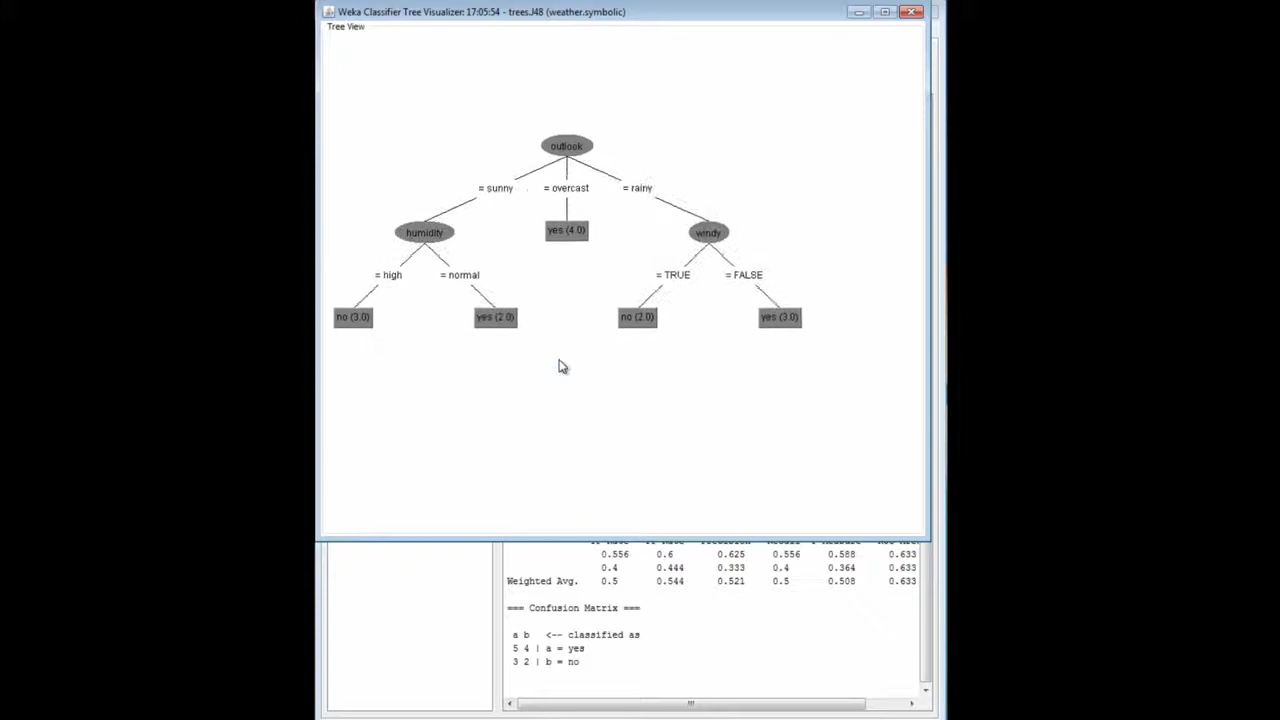 Weka Classifier Tree Visualizer: 17:05:54 - trees.J48 (weather.symbolic)
Tree View
outlook
= sunny = overcast = rainy
humidity yes (4.0) windy
= high = normal = TRUE = FALSE
no (3.0) yes (2.0) no (2.0) yes (3.0)
0.556 0.6 0.625 0.556 0.588 0.633
0.4 0.444 0.333 0.4 0.364 0.633
Weighted Avg. 0.5 0.544 0.521 0.5 0.508 0.633
=== Confusion Matrix ===
a b <-- classified as
5 4 | a = yes
3 2 | b = no